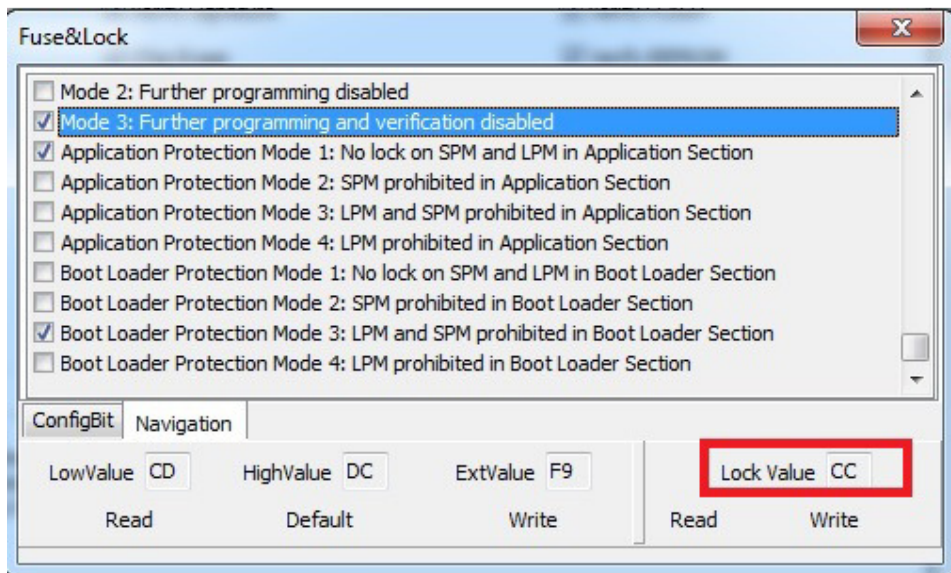 Fuse&Lock
Mode 2: Further programming disabled
Mode 3: Further programming and verification disabled
Application Protection Mode 1: No lock on SPM and LPM in Application Section
Application Protection Mode 2: SPM prohibited in Application Section
Application Protection Mode 3: LPM and SPM prohibited in Application Section
Application Protection Mode 4: LPM prohibited in Application Section
Boot Loader Protection Mode 1: No lock on SPM and LPM in Boot Loader Section
Boot Loader Protection Mode 2: SPM prohibited in Boot Loader Section
Boot Loader Protection Mode 3: LPM and SPM prohibited in Boot Loader Section
Boot Loader Protection Mode 4: LPM prohibited in Boot Loader Section
ConfigBit Navigation
LowValue CD HighValue DC ExtValue F9 Lock Value CC
Read Default Write Read Write